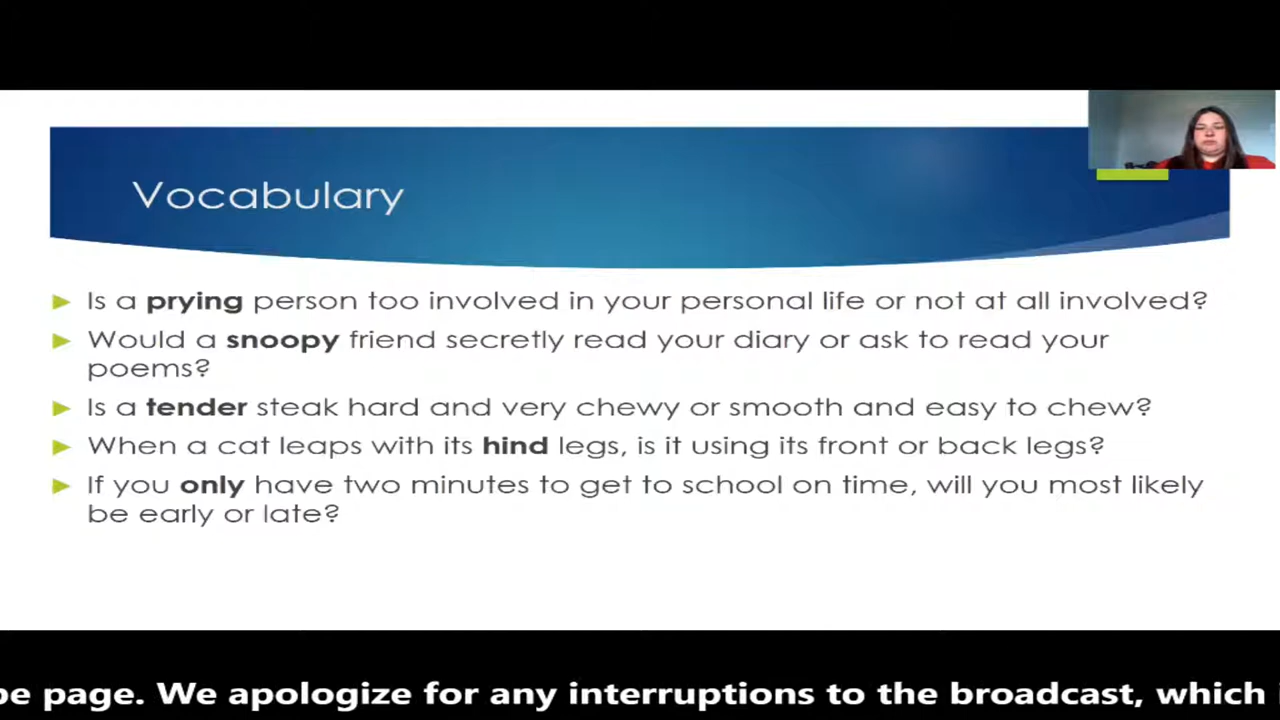 Vocabulary
Is a prying person too involved in your personal life or not at all involved?
Would a snoopy friend secretly read your diary or ask to read your
poems?
Is a tender steak hard and very chewy or smooth and easy to chew?
When a cat leaps with its hind legs, is it using its front or back legs?
If you only have two minutes to get to school on time, will you most likely
be early or late?
page. We apologize for any interruptions to the broadcast, which